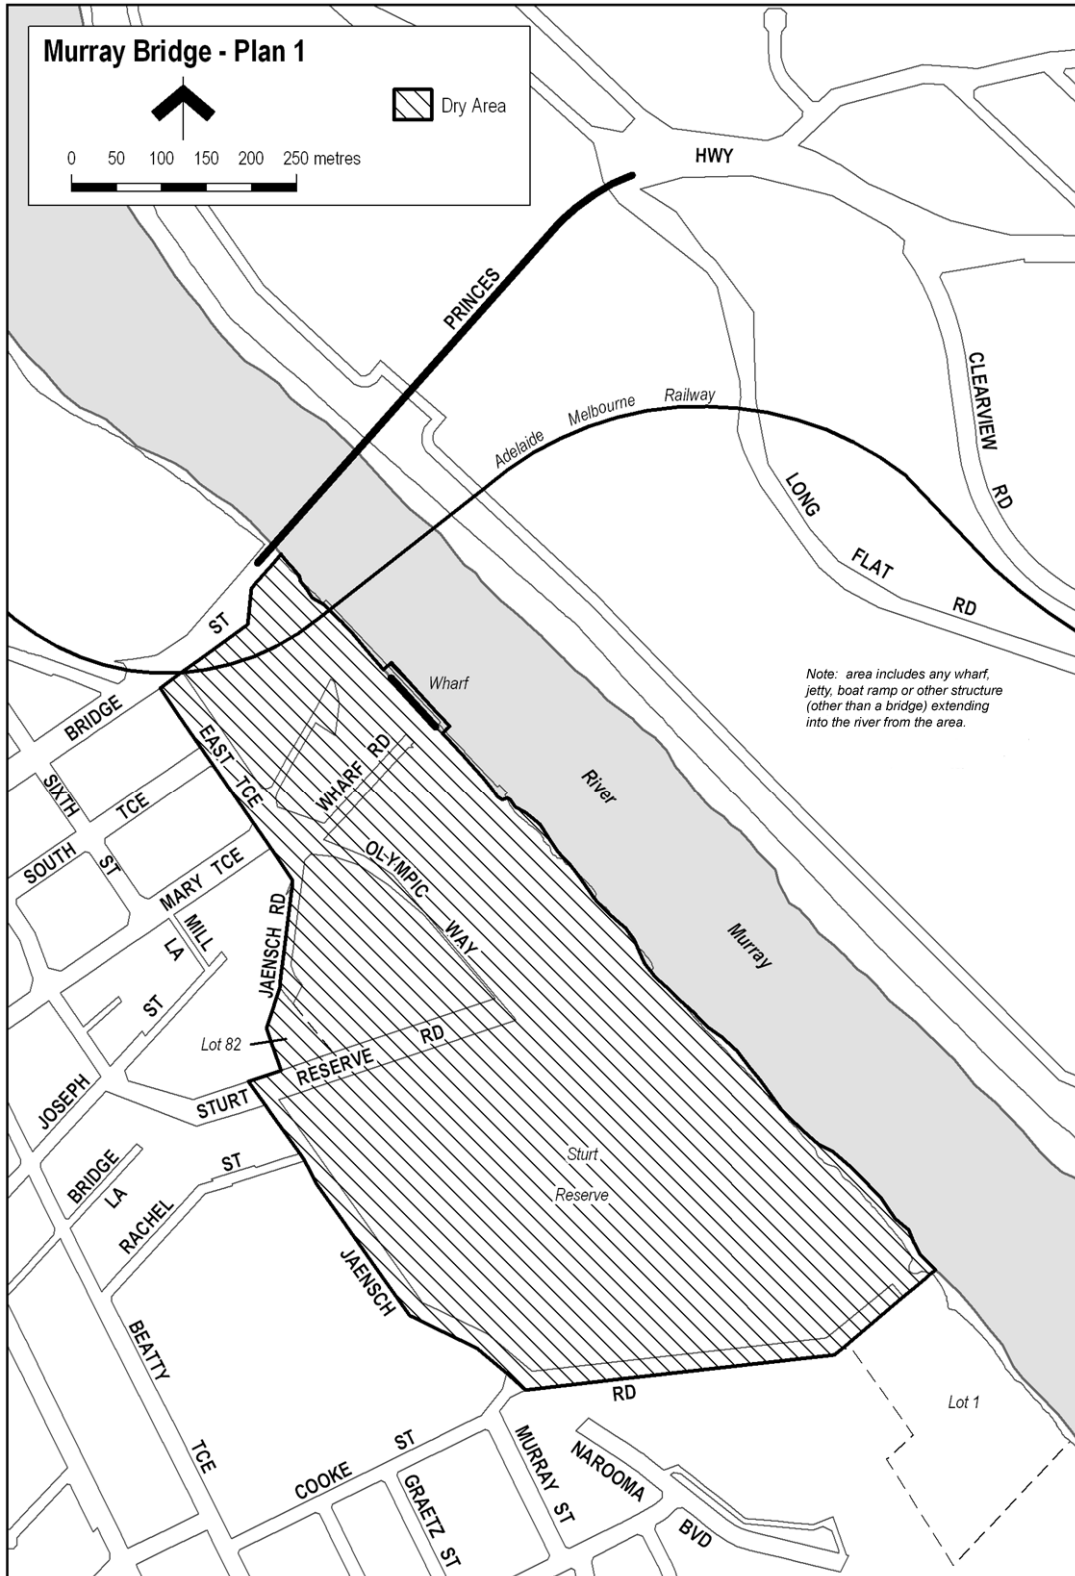 Murray Bridge - Plan 1
Dry Area
0 50 100 150 200 250 metres
HWY
PRINCES
CLEARVIEW
RD
Adelaide Melbourne Railway
LONG
FLAT
RD
ST
BRIDGE
Wharf
Note: area includes any wharf,
jetty, boat ramp or other structure
(other than a bridge) extending
into the river from the area.
EAST TCE
WHARF RD
SIXTH
ST
SOUTH
TCE
River
Murray
OLYMPIC
WAY
MARY TCE
JAENSCH RD
MILL
LA
ST
Lot 82
RESERVE
RD
STURT
JOSEPH
Sturt
Reserve
BRIDGE
LA
RACHEL
ST
JAENSCH
RD
BEATTY
TCE
Lot 1
COOKE
ST
GRAETZ ST
MURRAY ST
NAROOMA
BVD